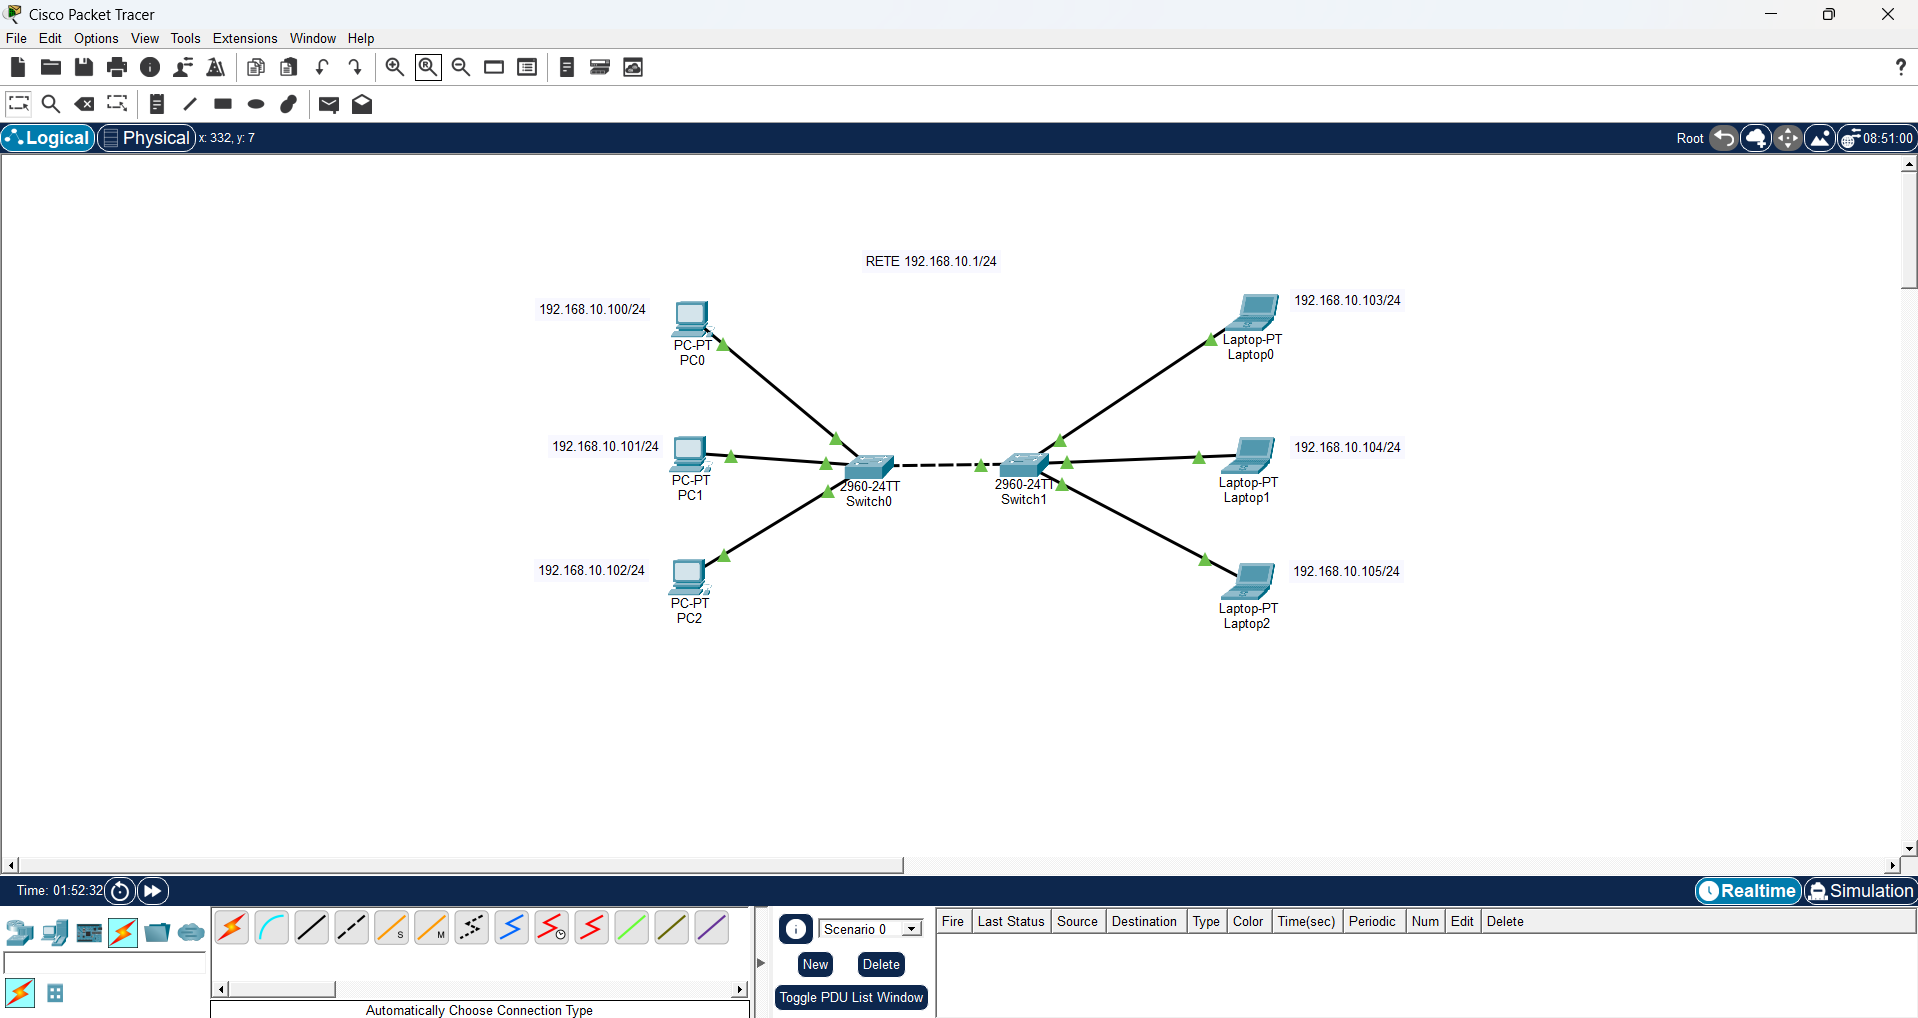 Cisco Packet Tracer
File Edit Options View Tools Extensions Window Help
?
Logical Physical x: 332, y: 7 Root 08:51:00
RETE 192.168.10.1/24
192.168.10.100/24
PC-PT
PC0
192.168.10.103/24
Laptop-PT
Laptop0
192.168.10.101/24
PC-PT
PC1
2960-24TT
Switch0
2960-24TT
Switch1
192.168.10.104/24
Laptop-PT
Laptop1
192.168.10.102/24
PC-PT
PC2
192.168.10.105/24
Laptop-PT
Laptop2
Time: 01:52:32 Realtime Simulation
S M
Automatically Choose Connection Type
i Scenario 0
New Delete
Toggle PDU List Window
Fire Last Status Source Destination Type Color Time(sec) Periodic Num Edit Delete